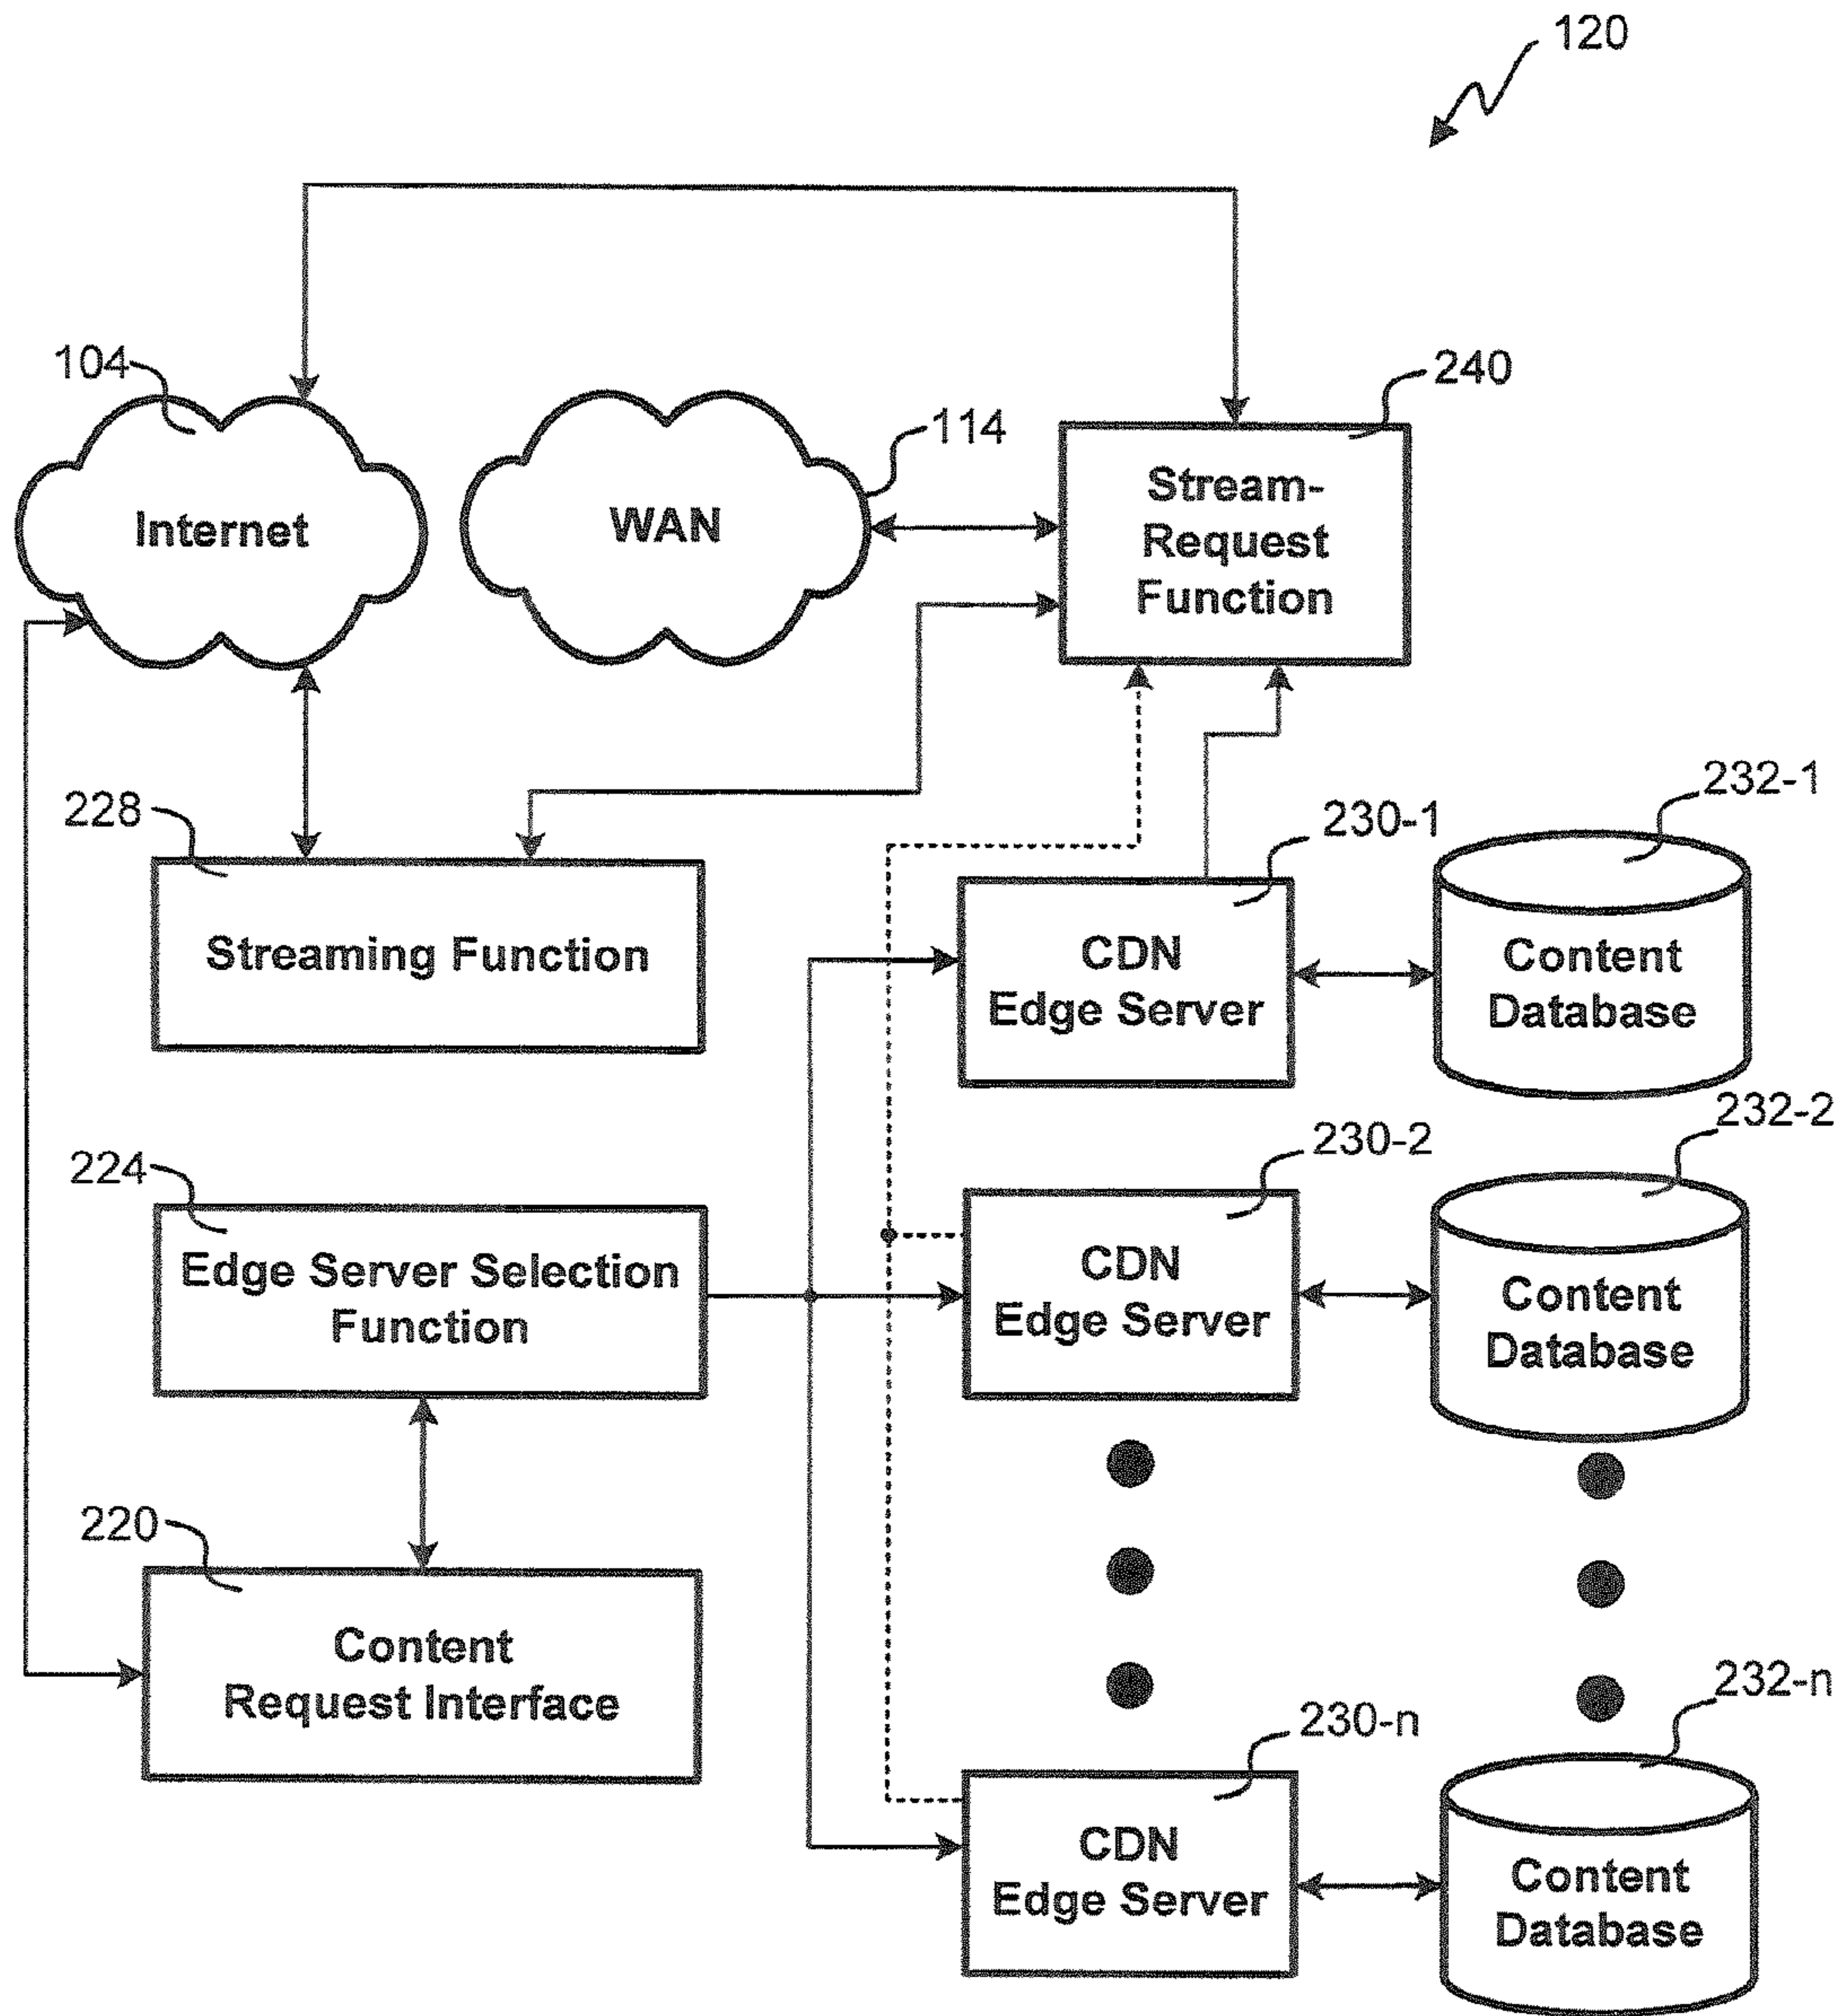 120
104
Internet
WAN
114
240
Stream-
Request
Function
228
Streaming Function
230-1
CDN
Edge Server
232-1
Content
Database
224
Edge Server Selection
Function
230-2
CDN
Edge Server
232-2
Content
Database
220
Content
Request Interface
230-n
CDN
Edge Server
232-n
Content
Database